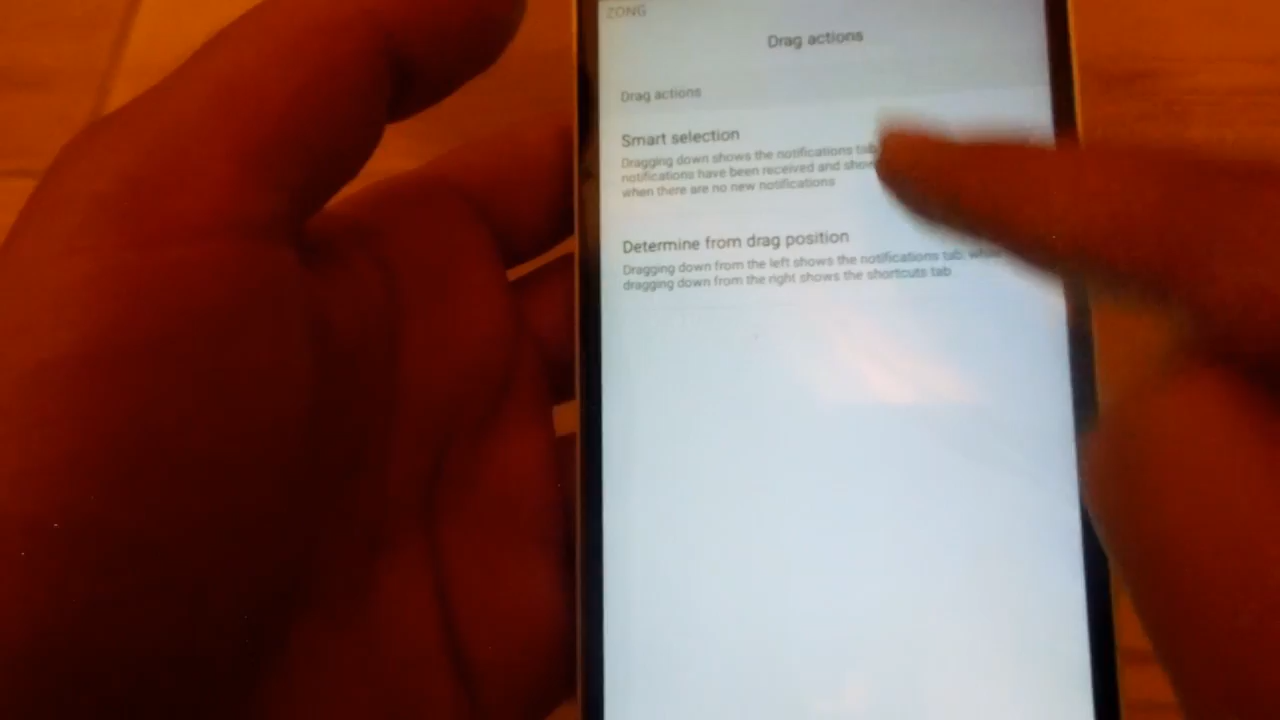 ZONG
Drag actions
Drag actions
Smart selection
Dragging down shows the notifications tab
notifications have been received and
when there are no new notifications
Determine from drag position
Dragging down from the left shows the notifications tab,
dragging down from the right shows the shortcuts tab